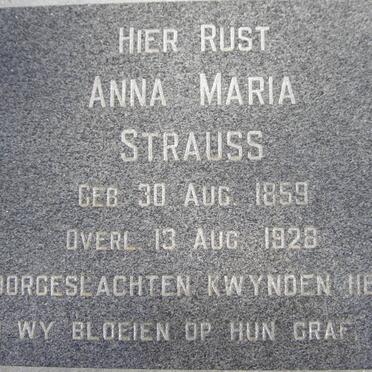 HIER RUST
ANNA MARIA
STRAUSS
GEB 30 AUG 1859
OVERL 13 AUG 1928
OORGESLACHTEN KWYNDEN HE
WY BLOEIEN OP HUN GRAF,